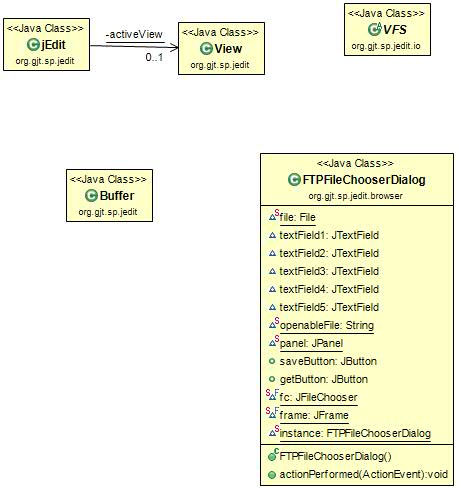 <<Java Class>>
jEdit
org.gjt.sp.jedit
-activeView
0..1
<<Java Class>>
View
org.gjt.sp.jedit
<<Java Class>>
VFS
org.gjt.sp.jedit.io
<<Java Class>>
Buffer
org.gjt.sp.jedit
<<Java Class>>
FTPFileChooserDialog
org.gjt.sp.jedit.browser
file: File
textField1: JTextField
textField2: JTextField
textField3: JTextField
textField4: JTextField
textField5: JTextField
openableFile: String
panel: JPanel
saveButton: JButton
getButton: JButton
fc: JFileChooser
frame: JFrame
instance: FTPFileChooserDialog
FTPFileChooserDialog()
actionPerformed(ActionEvent):void